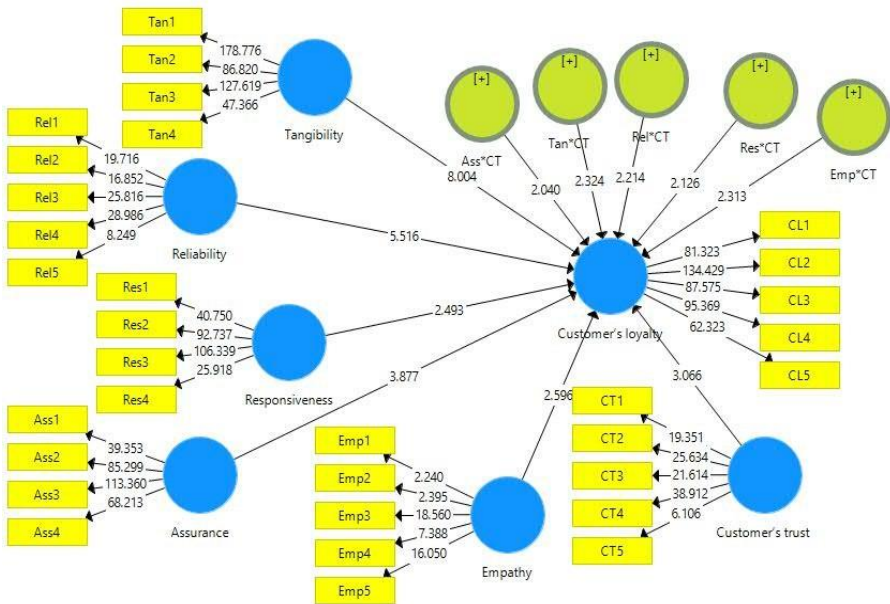 Tan1
Tan2
Tan3
Tan4
178.776
86.820
127.619
47.366
Tangibility
8.004
[+]
Ass*CT
2.040
[+]
Tan*CT
2.324
[+]
Rel*CT
2.214
[+]
Res*CT
2.126
[+]
Emp*CT
2.313
Rel1
Rel2
Rel3
Rel4
Rel5
19.716
16.852
25.816
28.986
8.249
Reliability
5.516
Res1
Res2
Res3
Res4
40.750
92.737
106.339
25.918
Responsiveness
2.493
Customer's loyalty
81.323
134.429
87.575
95.369
62.323
CL1
CL2
CL3
CL4
CL5
Ass1
Ass2
Ass3
Ass4
39.353
85.299
113.360
68.213
Assurance
3.877
Emp1
Emp2
Emp3
Emp4
Emp5
2.240
2.395
18.560
7.388
16.050
Empathy
2.596
CT1
CT2
CT3
CT4
CT5
19.351
25.634
21.614
38.912
6.106
Customer's trust
3.066